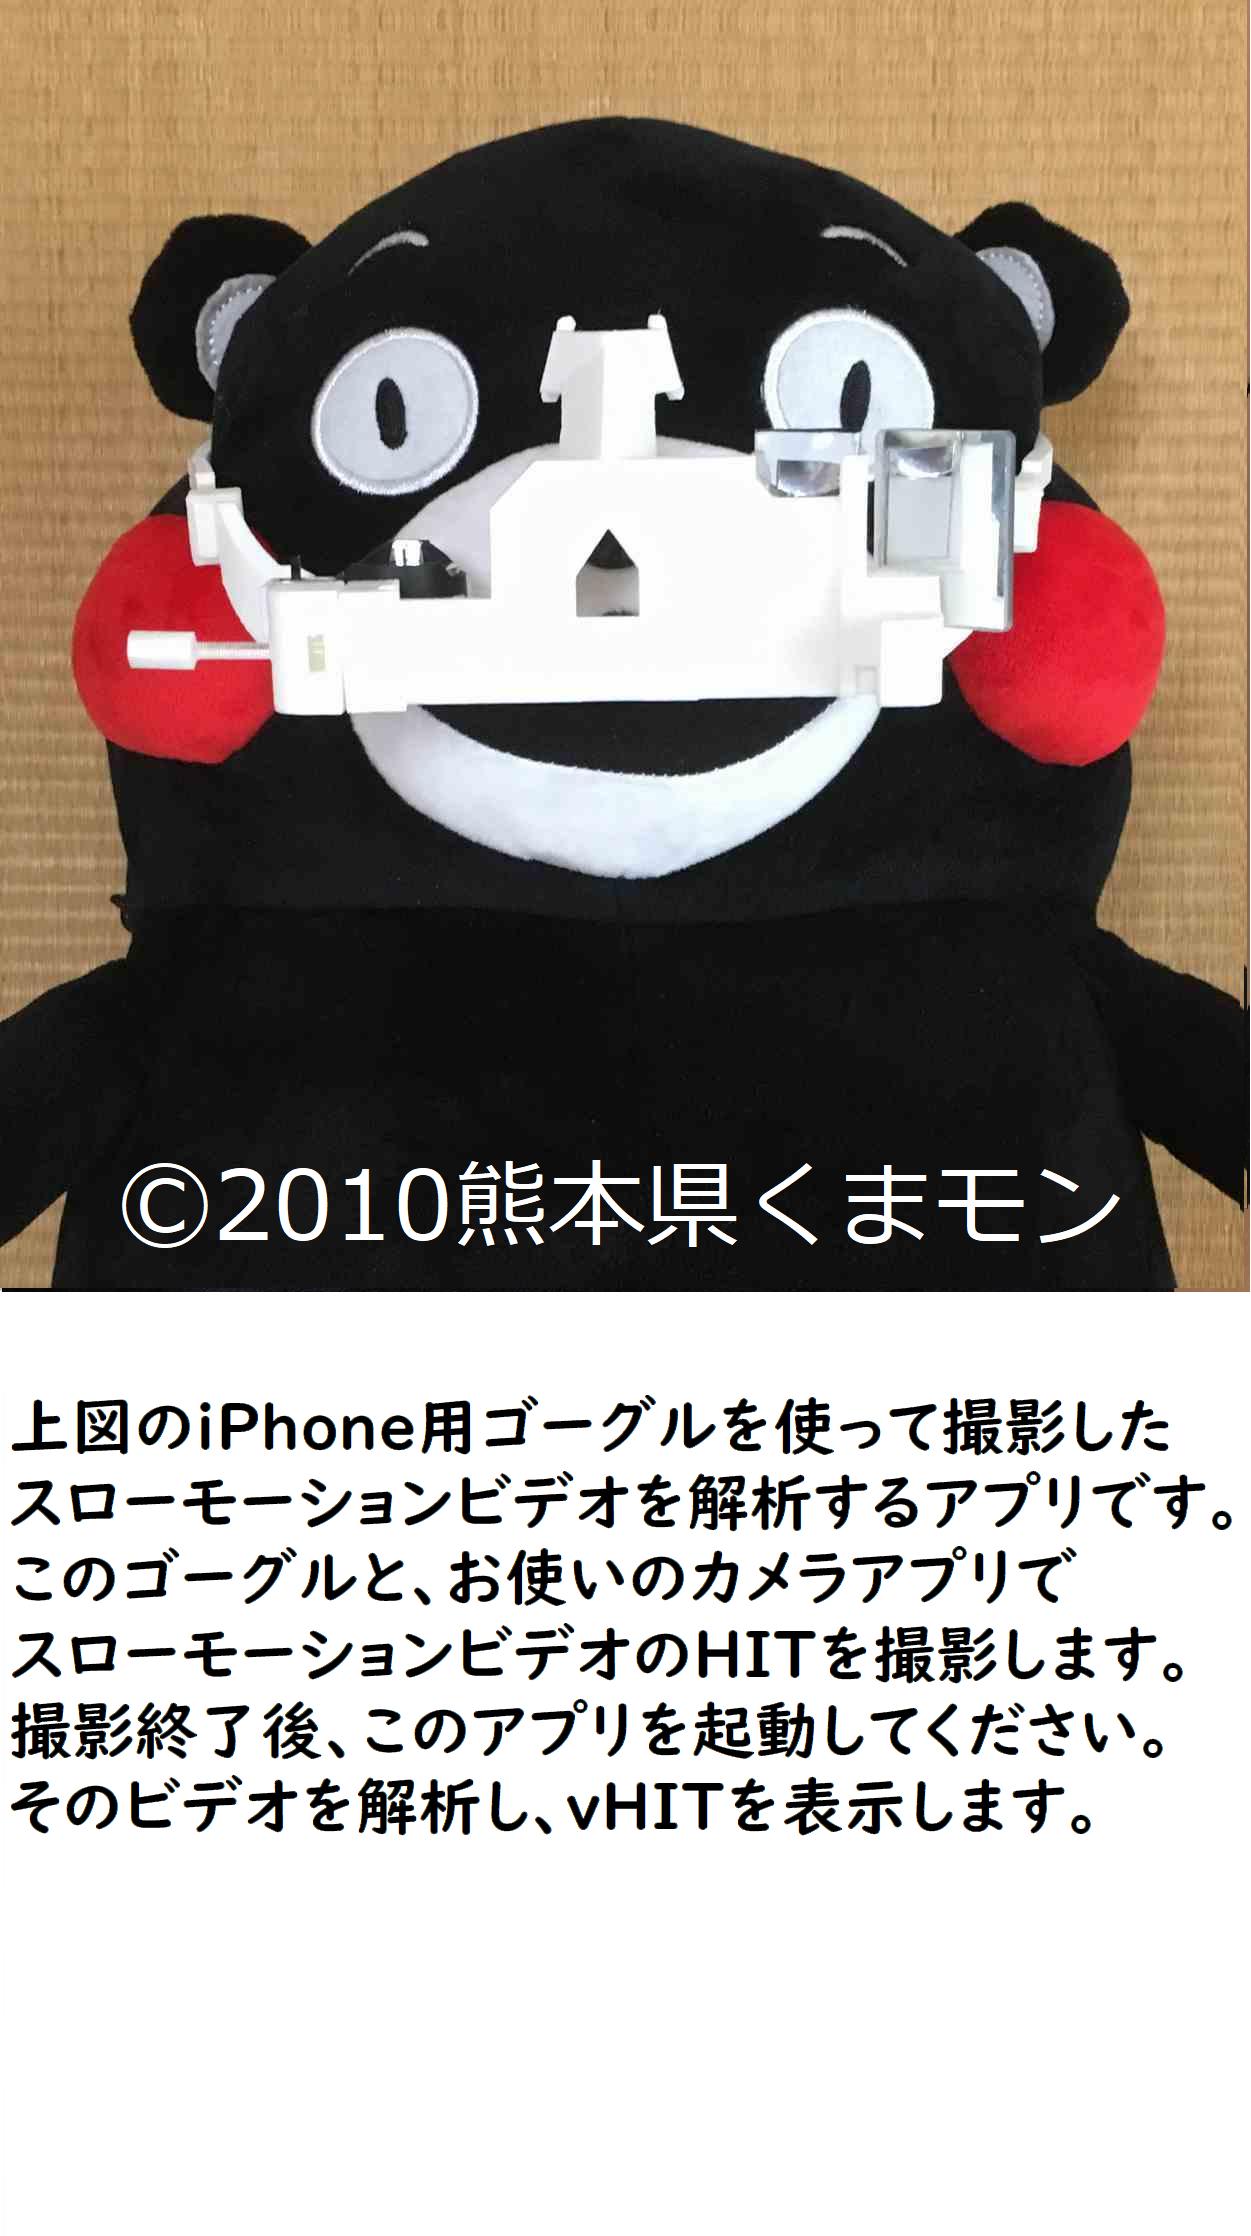 ©2010熊本県くまモン
上図のiPhone用ゴーグルを使って撮影した
スローモーションビデオを解析するアプリです。
このゴーグルと、お使いのカメラアプリで
スローモーションビデオのHITを撮影します。
撮影終了後、このアプリを起動してください。
そのビデオを解析し、vHITを表示します。